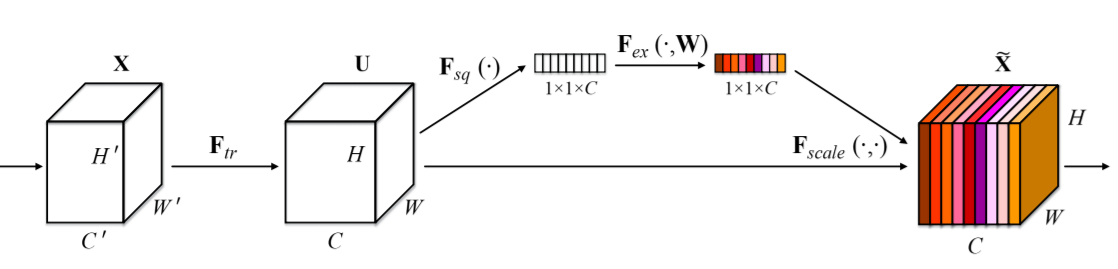 X
H′
W′
C′
F_tr
U
H
W
C
F_sq (·)
1×1×C
F_ex (·,W)
1×1×C
F_scale (·,·)
X̃
H
W
C